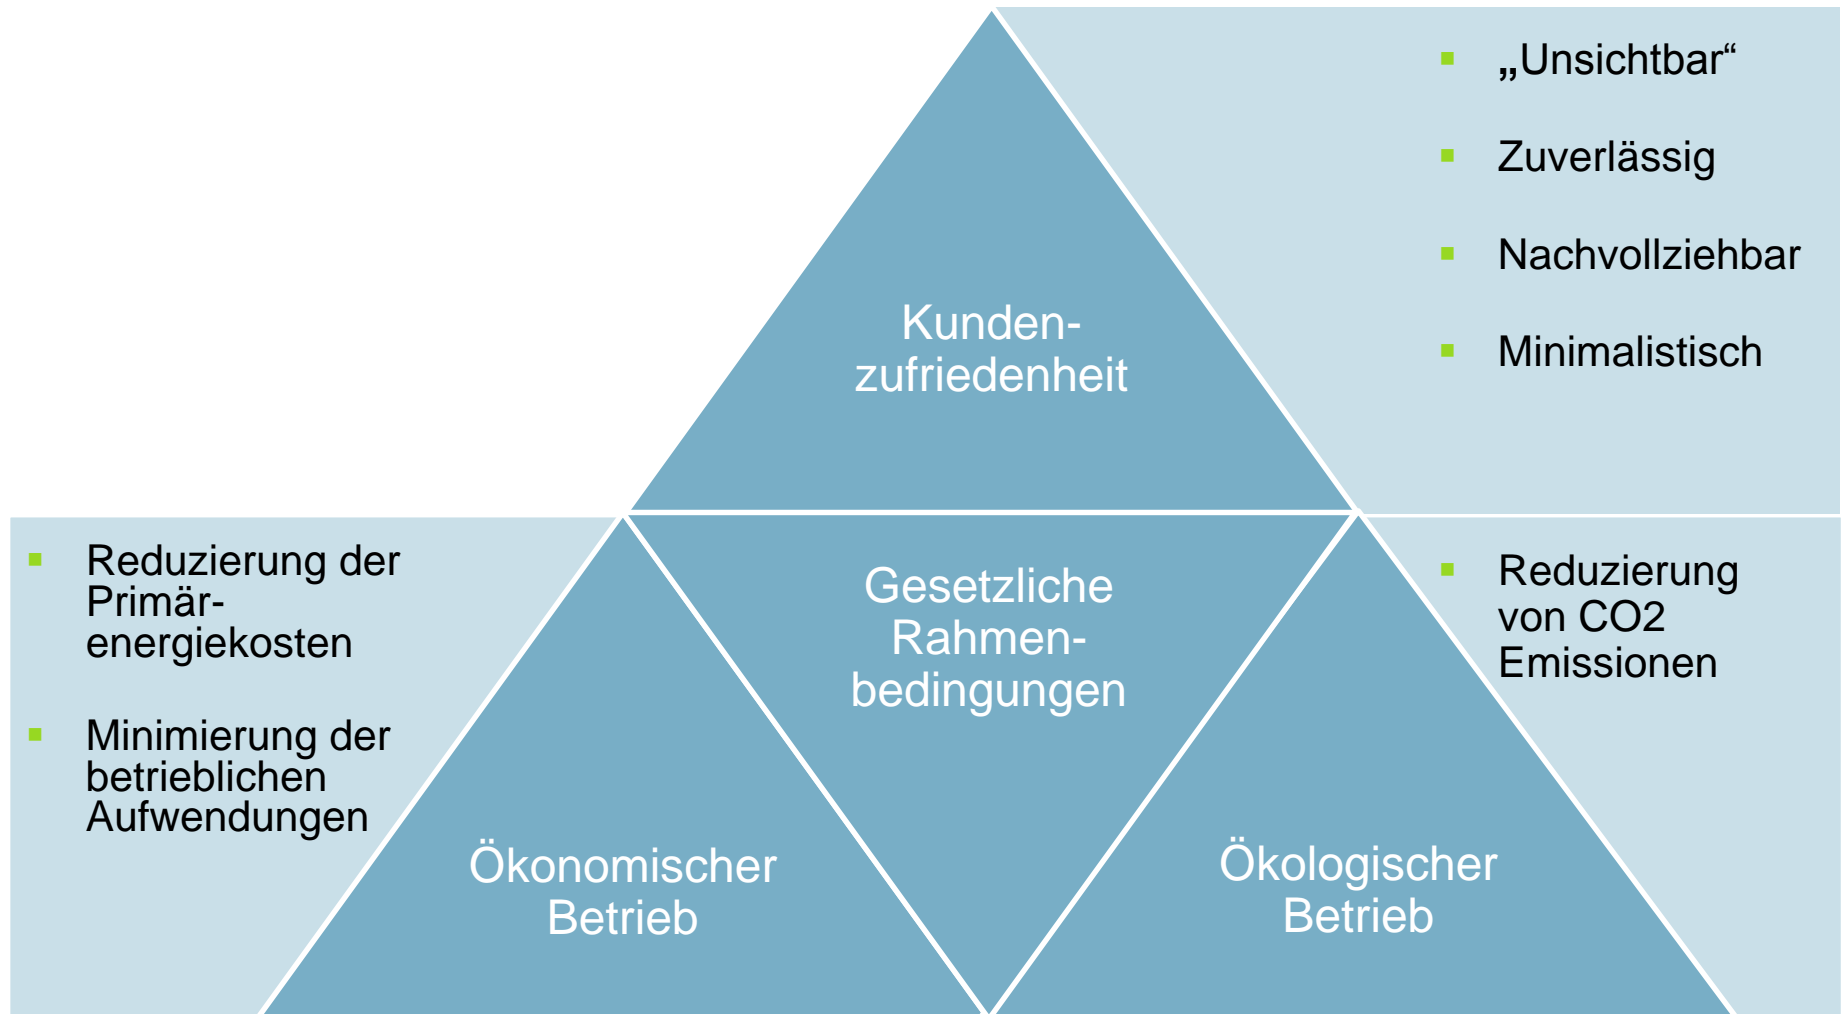 „Unsichtbar“
Zuverlässig
Nachvollziehbar
Minimalistisch
Kunden-
zufriedenheit
Reduzierung der
Primär-
energiekosten
Minimierung der
betrieblichen
Aufwendungen
Gesetzliche
Rahmen-
bedingungen
Reduzierung
von CO2
Emissionen
Ökonomischer
Betrieb
Ökologischer
Betrieb